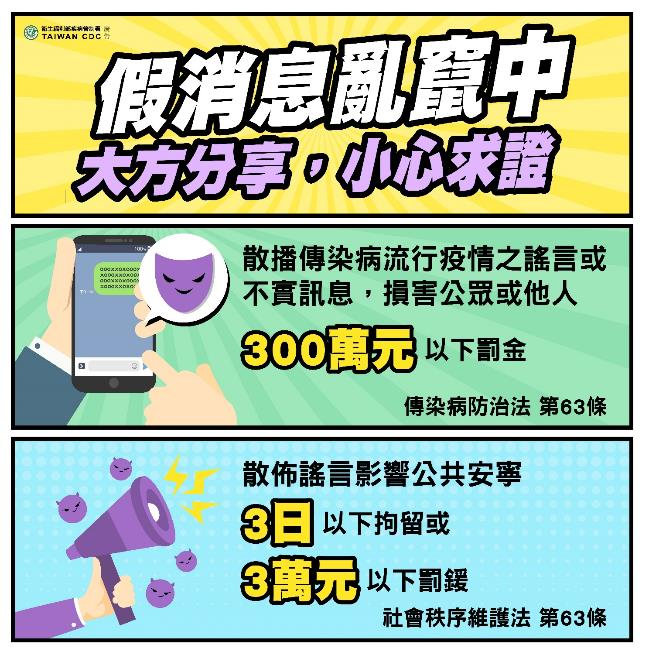 衛生福利部疾病管制署 廣告
TAIWAN CDC
假消息亂竄中
大方分享，小心求證
100%
XOOXXOXOOXX
散播傳染病流行疫情之謠言或
不實訊息，損害公眾或他人
300萬元 以下罰金
傳染病防治法 第63條
散佈謠言影響公共安寧
3日 以下拘留或
3萬元 以下罰鍰
社會秩序維護法 第63條